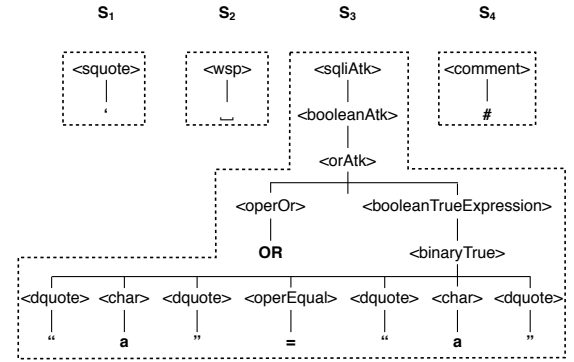 S₁ S₂ S₃ S₄
<squote> <wsp> <sqliAtk> <comment>
‘ ⎵ <booleanAtk> #
<orAtk>
<operOr> <booleanTrueExpression>
OR <binaryTrue>
<dquote> <char> <dquote> <operEqual> <dquote> <char> <dquote>
“ a ” = “ a ”